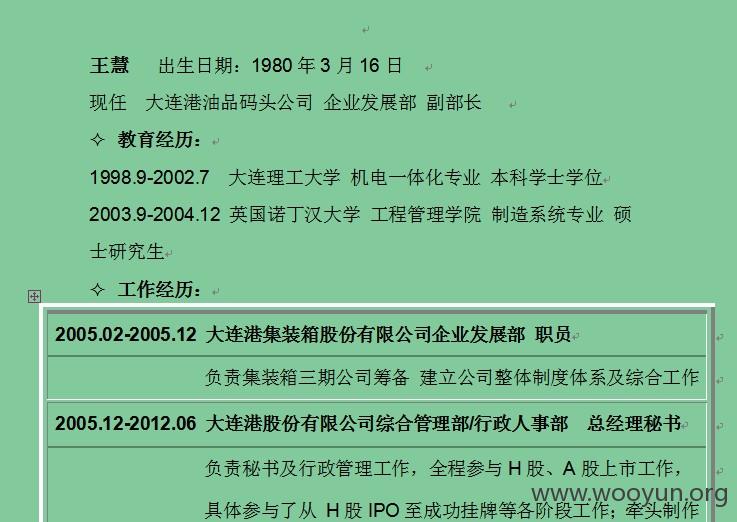 王慧 出生日期：1980 年 3 月 16 日
现任 大连港油品码头公司 企业发展部 副部长
✧ 教育经历：
1998.9-2002.7 大连理工大学 机电一体化专业 本科学士学位
2003.9-2004.12 英国诺丁汉大学 工程管理学院 制造系统专业 硕
士研究生
✧ 工作经历：
2005.02-2005.12 大连港集装箱股份有限公司企业发展部 职员
负责集装箱三期公司筹备 建立公司整体制度体系及综合工作
2005.12-2012.06 大连港股份有限公司综合管理部/行政人事部 总经理秘书
负责秘书及行政管理工作，全程参与 H 股、A 股上市工作，
具体参与了从 H 股 IPO 至成功挂牌等各阶段工作；牵头制作
www.wooyun.org